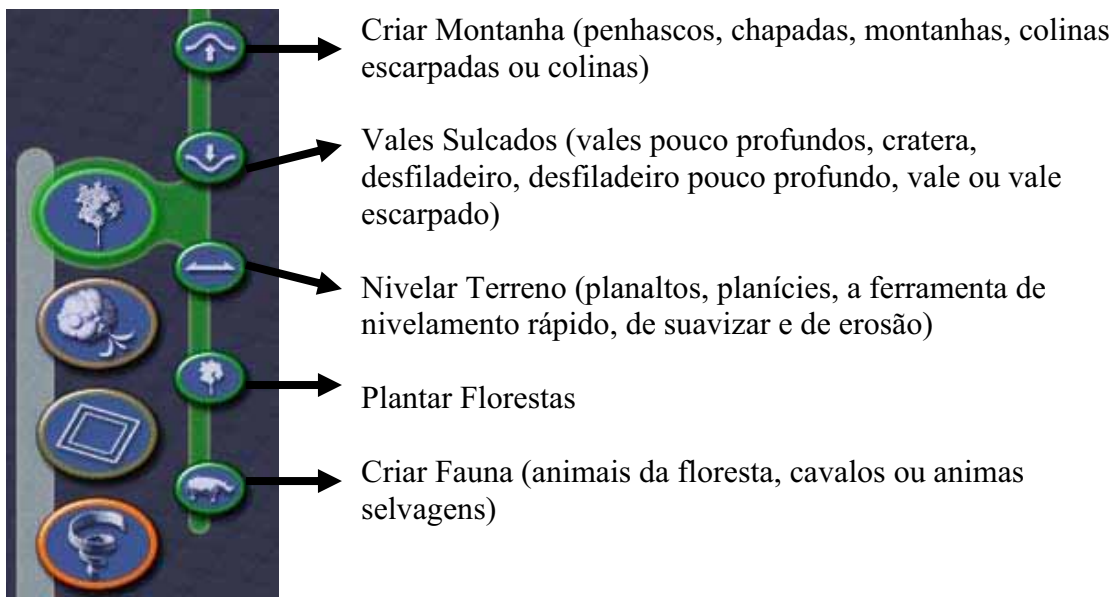 Criar Montanha (penhascos, chapadas, montanhas, colinas
escarpadas ou colinas)
Vales Sulcados (vales pouco profundos, cratera,
desfiladeiro, desfiladeiro pouco profundo, vale ou vale
escarpado)
Nivelar Terreno (planaltos, planícies, a ferramenta de
nivelamento rápido, de suavizar e de erosão)
Plantar Florestas
Criar Fauna (animais da floresta, cavalos ou animas
selvagens)